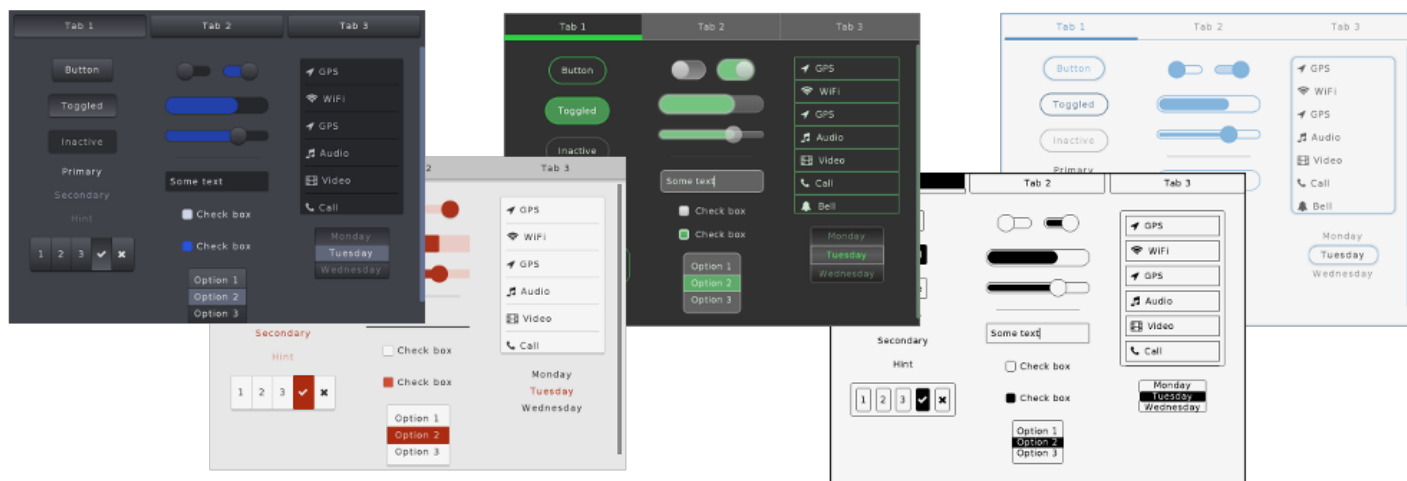 Tab 1
Tab 2
Tab 3
Button
Toggled
Inactive
Primary
Secondary
Hint
1 2 3
Some text
Check box
Check box
Option 1
Option 2
Option 3
GPS
WiFi
GPS
Audio
Video
Call
Monday
Tuesday
Wednesday
2
Tab 3
Secondary
Hint
1 2 3
Check box
Check box
Option 1
Option 2
Option 3
GPS
WiFi
GPS
Audio
Video
Call
Monday
Tuesday
Wednesday
Tab 1
Tab 2
Tab 3
Button
Toggled
Inactive
Some text
Check box
Check box
Option 1
Option 2
Option 3
GPS
WiFi
GPS
Audio
Video
Call
Bell
Monday
Tuesday
Wednesday
Tab 2
Tab 3
Secondary
Hint
1 2 3
Some text
Check box
Check box
Option 1
Option 2
Option 3
GPS
WiFi
GPS
Audio
Video
Call
Monday
Tuesday
Wednesday
Tab 1
Tab 2
Tab 3
Button
Toggled
Inactive
Primary
GPS
WiFi
GPS
Audio
Video
Call
Bell
Monday
Tuesday
Wednesday